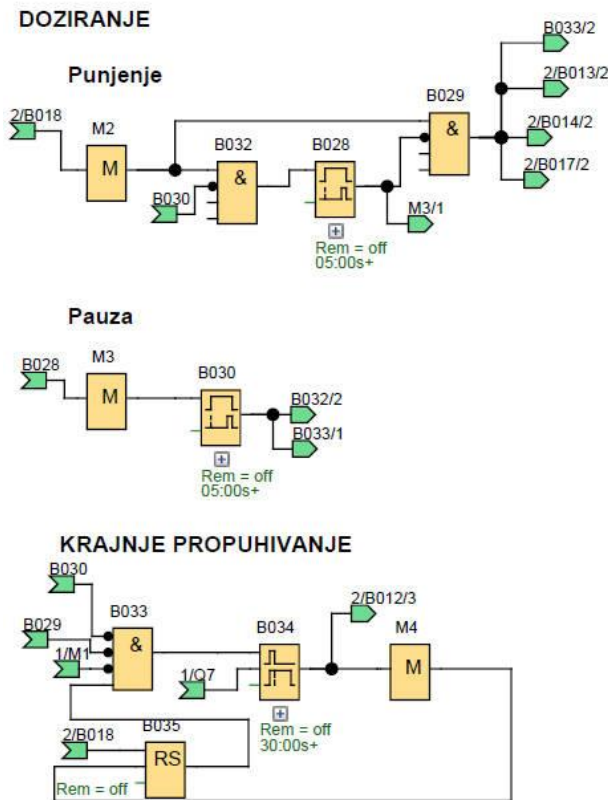 DOZIRANJE
Punjenje
2/B018
M2
M
B032
&
B030
B028
Rem = off
05:00s+
M3/1
B029
&
B033/2
2/B013/2
2/B014/2
2/B017/2
Pauza
B028
M3
M
B030
Rem = off
05:00s+
B032/2
B033/1
KRAJNJE PROPUHIVANJE
B030
B029
1/M1
B033
&
1/Q7
B034
Rem = off
30:00s+
2/B012/3
M4
M
2/B018
B035
RS
Rem = off